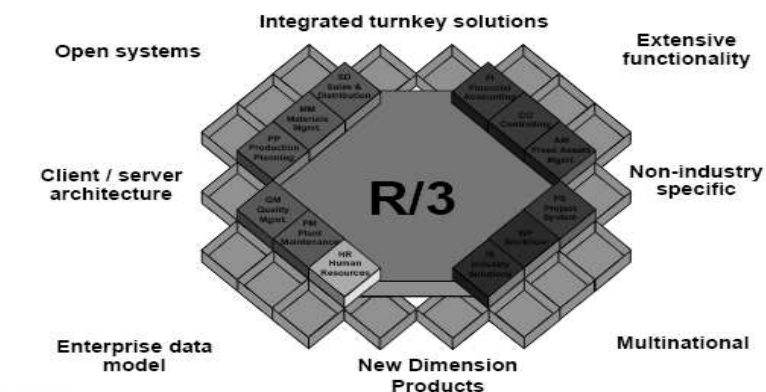 Integrated turnkey solutions
Open systems
Extensive
functionality
SD
Sales &
Distribution
FI
Financial
Accounting
MM
Materials
Mgmt.
CO
Controlling
PP
Production
Planning
AM
Fixed Assets
Mgmt.
Client / server
architecture
R/3
Non-industry
specific
QM
Quality
Mgmt.
PS
Project
System
PM
Plant
Maintenance
WF
Workflow
HR
Human
Resources
IS
Industry
Solutions
Enterprise data
model
New Dimension
Products
Multinational